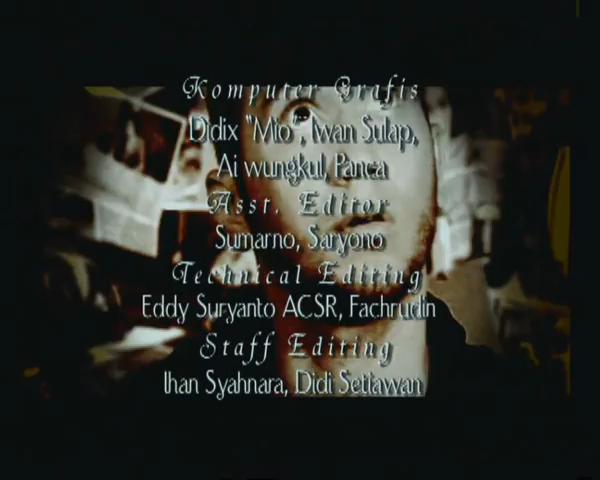 Komputer Grafis
Didix "Mio", Iwan Sulap,
Ai wungkul, Panca
Asst. Editor
Sumarno, Saryono
Technical Editing
Eddy Suryanto ACSR, Fachrudin
Staff Editing
Ihan Syahnara, Didi Setiawan